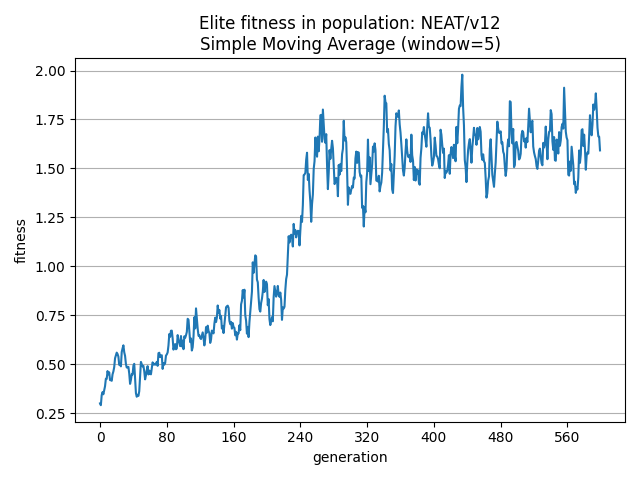 Elite fitness in population: NEAT/v12
Simple Moving Average (window=5)
2.00
1.75
1.50
1.25
1.00
0.75
0.50
0.25
fitness
0 80 160 240 320 400 480 560
generation